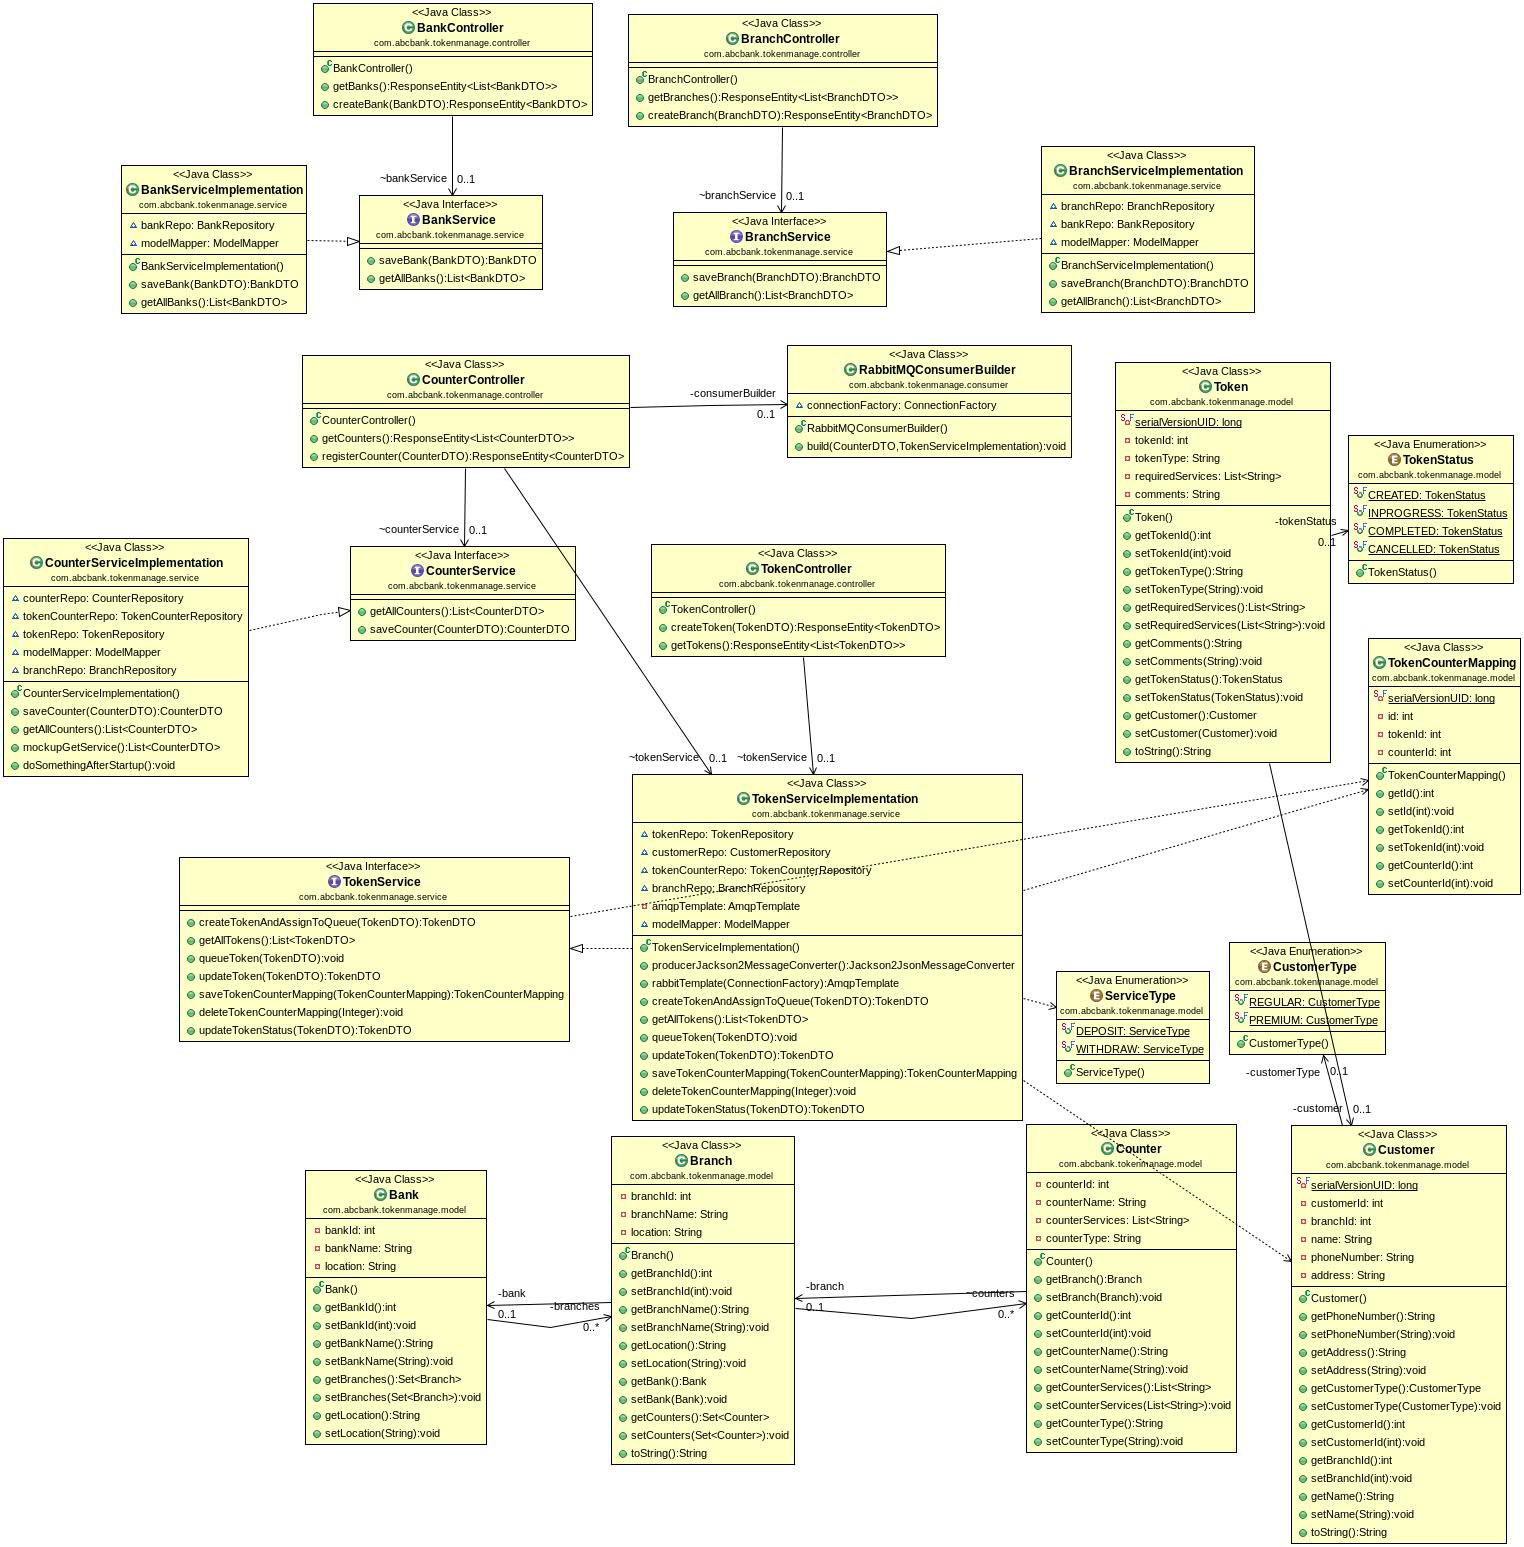 <<Java Class>>
BankController
com.abcbank.tokenmanage.controller
BankController()
getBanks():ResponseEntity<List<BankDTO>>
createBank(BankDTO):ResponseEntity<BankDTO>
<<Java Class>>
BranchController
com.abcbank.tokenmanage.controller
BranchController()
getBranches():ResponseEntity<List<BranchDTO>>
createBranch(BranchDTO):ResponseEntity<BranchDTO>
~bankService 0..1
~branchService 0..1
<<Java Class>>
BankServiceImplementation
com.abcbank.tokenmanage.service
bankRepo: BankRepository
modelMapper: ModelMapper
BankServiceImplementation()
saveBank(BankDTO):BankDTO
getAllBanks():List<BankDTO>
<<Java Interface>>
BankService
com.abcbank.tokenmanage.service
saveBank(BankDTO):BankDTO
getAllBanks():List<BankDTO>
<<Java Interface>>
BranchService
com.abcbank.tokenmanage.service
saveBranch(BranchDTO):BranchDTO
getAllBranch():List<BranchDTO>
<<Java Class>>
BranchServiceImplementation
com.abcbank.tokenmanage.service
branchRepo: BranchRepository
bankRepo: BankRepository
modelMapper: ModelMapper
BranchServiceImplementation()
saveBranch(BranchDTO):BranchDTO
getAllBranch():List<BranchDTO>
<<Java Class>>
CounterController
com.abcbank.tokenmanage.controller
CounterController()
getCounters():ResponseEntity<List<CounterDTO>>
registerCounter(CounterDTO):ResponseEntity<CounterDTO>
-consumerBuilder
0..1
<<Java Class>>
RabbitMQConsumerBuilder
com.abcbank.tokenmanage.consumer
connectionFactory: ConnectionFactory
RabbitMQConsumerBuilder()
build(CounterDTO,TokenServiceImplementation):void
<<Java Class>>
Token
com.abcbank.tokenmanage.model
serialVersionUID: long
tokenId: int
tokenType: String
requiredServices: List<String>
comments: String
Token()
getTokenId():int
setTokenId(int):void
getTokenType():String
setTokenType(String):void
getRequiredServices():List<String>
setRequiredServices(List<String>):void
getComments():String
setComments(String):void
getTokenStatus():TokenStatus
setTokenStatus(TokenStatus):void
getCustomer():Customer
setCustomer(Customer):void
toString():String
-tokenStatus
0..1
<<Java Enumeration>>
TokenStatus
com.abcbank.tokenmanage.model
CREATED: TokenStatus
INPROGRESS: TokenStatus
COMPLETED: TokenStatus
CANCELLED: TokenStatus
TokenStatus()
~counterService 0..1
<<Java Class>>
CounterServiceImplementation
com.abcbank.tokenmanage.service
counterRepo: CounterRepository
tokenCounterRepo: TokenCounterRepository
tokenRepo: TokenRepository
modelMapper: ModelMapper
branchRepo: BranchRepository
CounterServiceImplementation()
saveCounter(CounterDTO):CounterDTO
getAllCounters():List<CounterDTO>
mockupGetService():List<CounterDTO>
doSomethingAfterStartup():void
<<Java Interface>>
CounterService
com.abcbank.tokenmanage.service
getAllCounters():List<CounterDTO>
saveCounter(CounterDTO):CounterDTO
<<Java Class>>
TokenController
com.abcbank.tokenmanage.controller
TokenController()
createToken(TokenDTO):ResponseEntity<TokenDTO>
getTokens():ResponseEntity<List<TokenDTO>>
<<Java Class>>
TokenCounterMapping
com.abcbank.tokenmanage.model
serialVersionUID: long
id: int
tokenId: int
counterId: int
TokenCounterMapping()
getId():int
setId(int):void
getTokenId():int
setTokenId(int):void
getCounterId():int
setCounterId(int):void
~tokenService 0..1
~tokenService 0..1
<<Java Class>>
TokenServiceImplementation
com.abcbank.tokenmanage.service
tokenRepo: TokenRepository
customerRepo: CustomerRepository
tokenCounterRepo: TokenCounterRepository
branchRepo: BranchRepository
amqpTemplate: AmqpTemplate
modelMapper: ModelMapper
TokenServiceImplementation()
producerJackson2MessageConverter():Jackson2JsonMessageConverter
rabbitTemplate(ConnectionFactory):AmqpTemplate
createTokenAndAssignToQueue(TokenDTO):TokenDTO
getAllTokens():List<TokenDTO>
queueToken(TokenDTO):void
updateToken(TokenDTO):TokenDTO
saveTokenCounterMapping(TokenCounterMapping):TokenCounterMapping
deleteTokenCounterMapping(Integer):void
updateTokenStatus(TokenDTO):TokenDTO
<<Java Interface>>
TokenService
com.abcbank.tokenmanage.service
createTokenAndAssignToQueue(TokenDTO):TokenDTO
getAllTokens():List<TokenDTO>
queueToken(TokenDTO):void
updateToken(TokenDTO):TokenDTO
saveTokenCounterMapping(TokenCounterMapping):TokenCounterMapping
deleteTokenCounterMapping(Integer):void
updateTokenStatus(TokenDTO):TokenDTO
<<Java Enumeration>>
ServiceType
com.abcbank.tokenmanage.model
DEPOSIT: ServiceType
WITHDRAW: ServiceType
ServiceType()
<<Java Enumeration>>
CustomerType
com.abcbank.tokenmanage.model
REGULAR: CustomerType
PREMIUM: CustomerType
CustomerType()
-customerType 0..1
-customer 0..1
<<Java Class>>
Bank
com.abcbank.tokenmanage.model
bankId: int
bankName: String
location: String
Bank()
getBankId():int
setBankId(int):void
getBankName():String
setBankName(String):void
getBranches():Set<Branch>
setBranches(Set<Branch>):void
getLocation():String
setLocation(String):void
-bank
0..1
-branches
0..*
<<Java Class>>
Branch
com.abcbank.tokenmanage.model
branchId: int
branchName: String
location: String
Branch()
getBranchId():int
setBranchId(int):void
getBranchName():String
setBranchName(String):void
getLocation():String
setLocation(String):void
getBank():Bank
setBank(Bank):void
getCounters():Set<Counter>
setCounters(Set<Counter>):void
toString():String
-branch
0..1
~counters
0..*
<<Java Class>>
Counter
com.abcbank.tokenmanage.model
counterId: int
counterName: String
counterServices: List<String>
counterType: String
Counter()
getBranch():Branch
setBranch(Branch):void
getCounterId():int
setCounterId(int):void
getCounterName():String
setCounterName(String):void
getCounterServices():List<String>
setCounterServices(List<String>):void
getCounterType():String
setCounterType(String):void
<<Java Class>>
Customer
com.abcbank.tokenmanage.model
serialVersionUID: long
customerId: int
branchId: int
name: String
phoneNumber: String
address: String
Customer()
getPhoneNumber():String
setPhoneNumber(String):void
getAddress():String
setAddress(String):void
getCustomerType():CustomerType
setCustomerType(CustomerType):void
getCustomerId():int
setCustomerId(int):void
getBranchId():int
setBranchId(int):void
getName():String
setName(String):void
toString():String